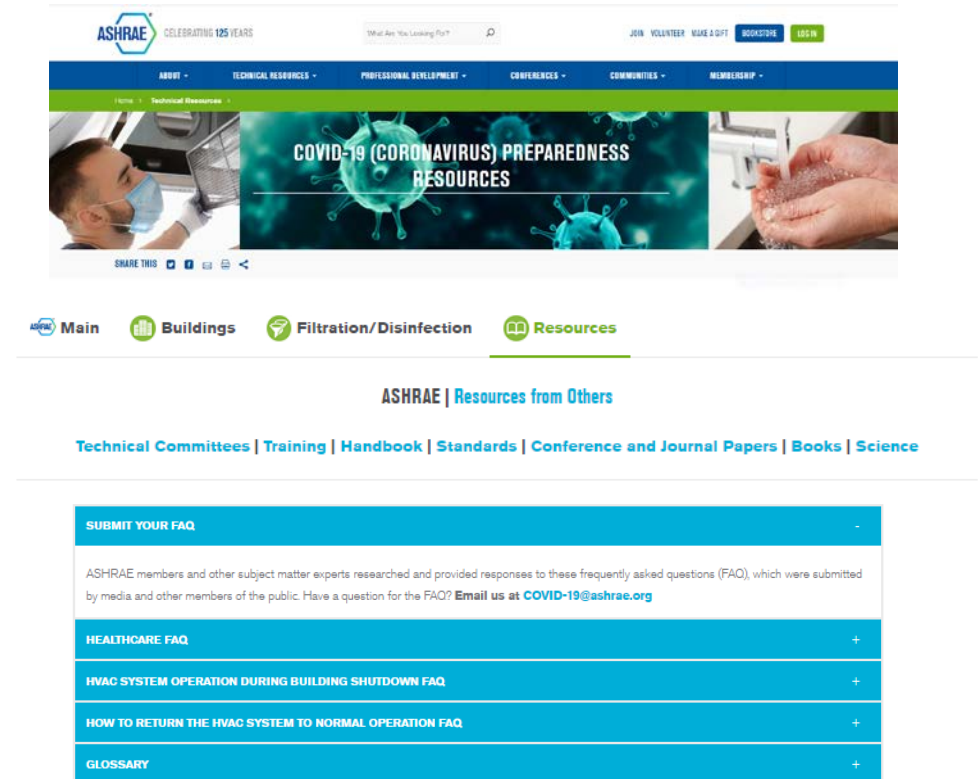 ASHRAE CELEBRATING 125 YEARS What Are You Looking For? JOIN VOLUNTEER MAKE A GIFT BOOKSTORE LOG IN
ABOUT TECHNICAL RESOURCES PROFESSIONAL DEVELOPMENT CONFERENCES COMMUNITIES MEMBERSHIP
Home Technical Resources
COVID-19 (CORONAVIRUS) PREPAREDNESS
RESOURCES
SHARE THIS
ASHRAE Main Buildings Filtration/Disinfection Resources
ASHRAE | Resources from Others
Technical Committees | Training | Handbook | Standards | Conference and Journal Papers | Books | Science
SUBMIT YOUR FAQ -
ASHRAE members and other subject matter experts researched and provided responses to these frequently asked questions (FAQ), which were submitted
by media and other members of the public. Have a question for the FAQ? Email us at COVID-19@ashrae.org
HEALTHCARE FAQ +
HVAC SYSTEM OPERATION DURING BUILDING SHUTDOWN FAQ +
HOW TO RETURN THE HVAC SYSTEM TO NORMAL OPERATION FAQ +
GLOSSARY +